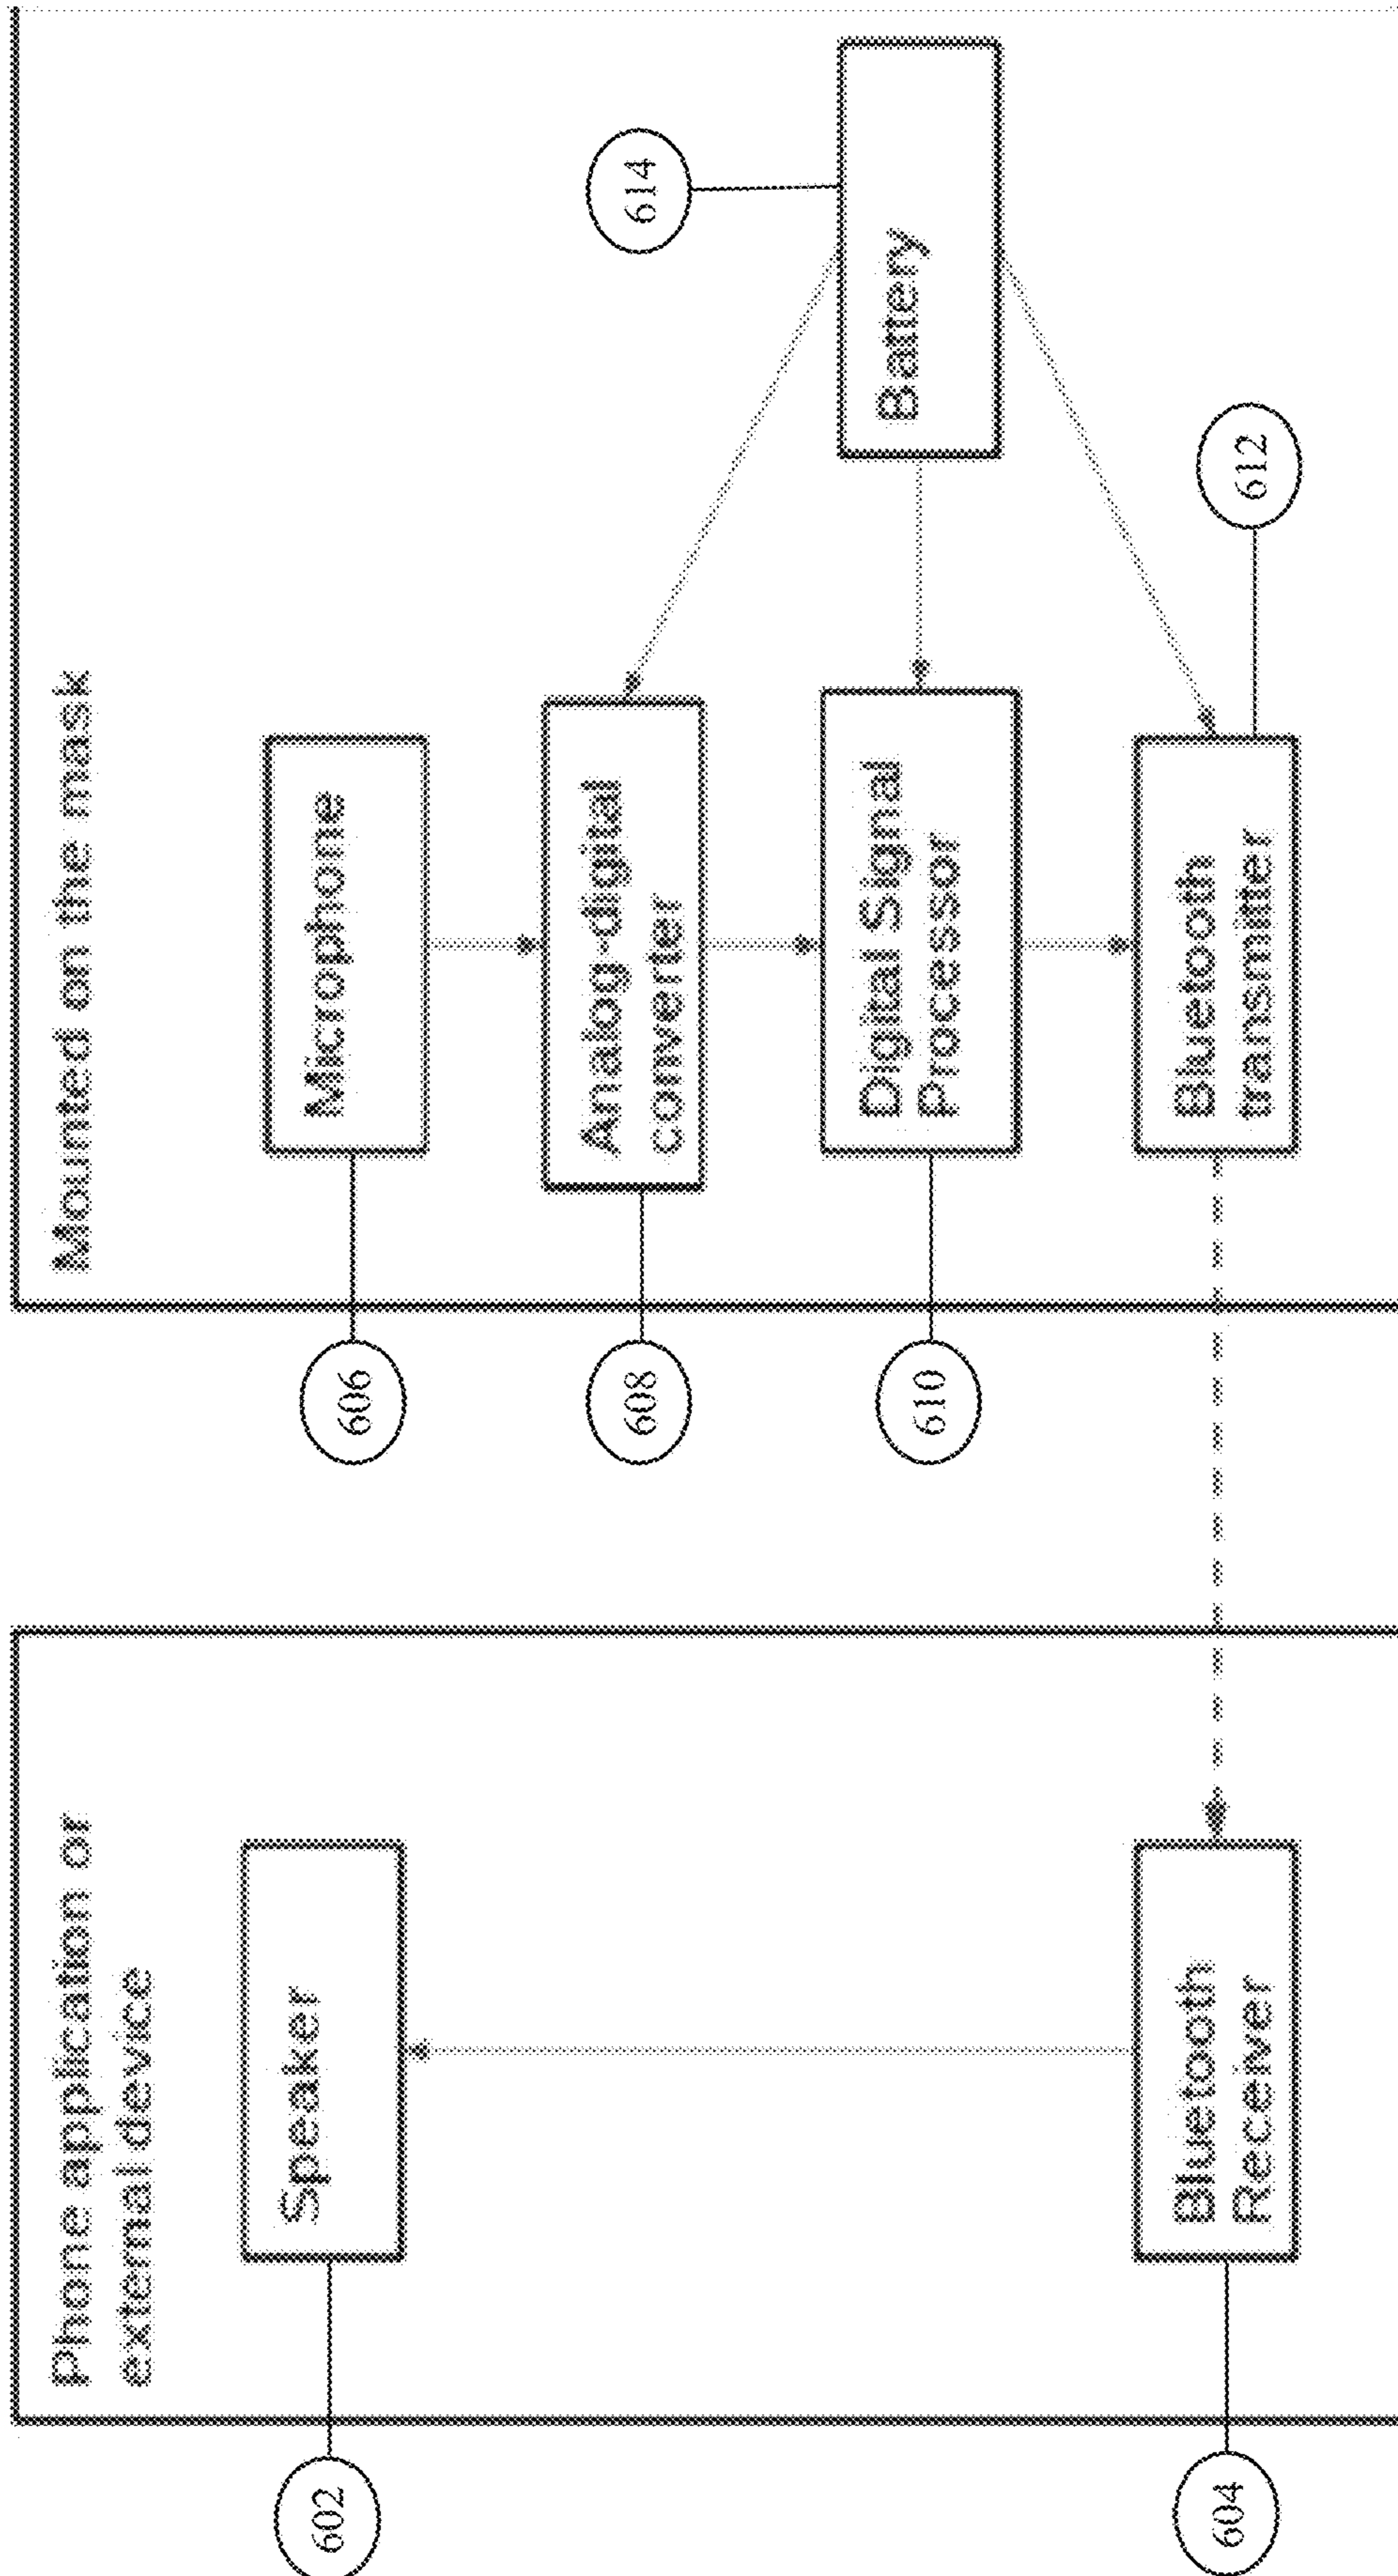 Phone application or
external device
602
Speaker
604
Bluetooth
Receiver
Mounted on the mask
606
Microphone
608
Analog-digital
converter
610
Digital Signal
Processor
Bluetooth
transmitter
612
Battery
614